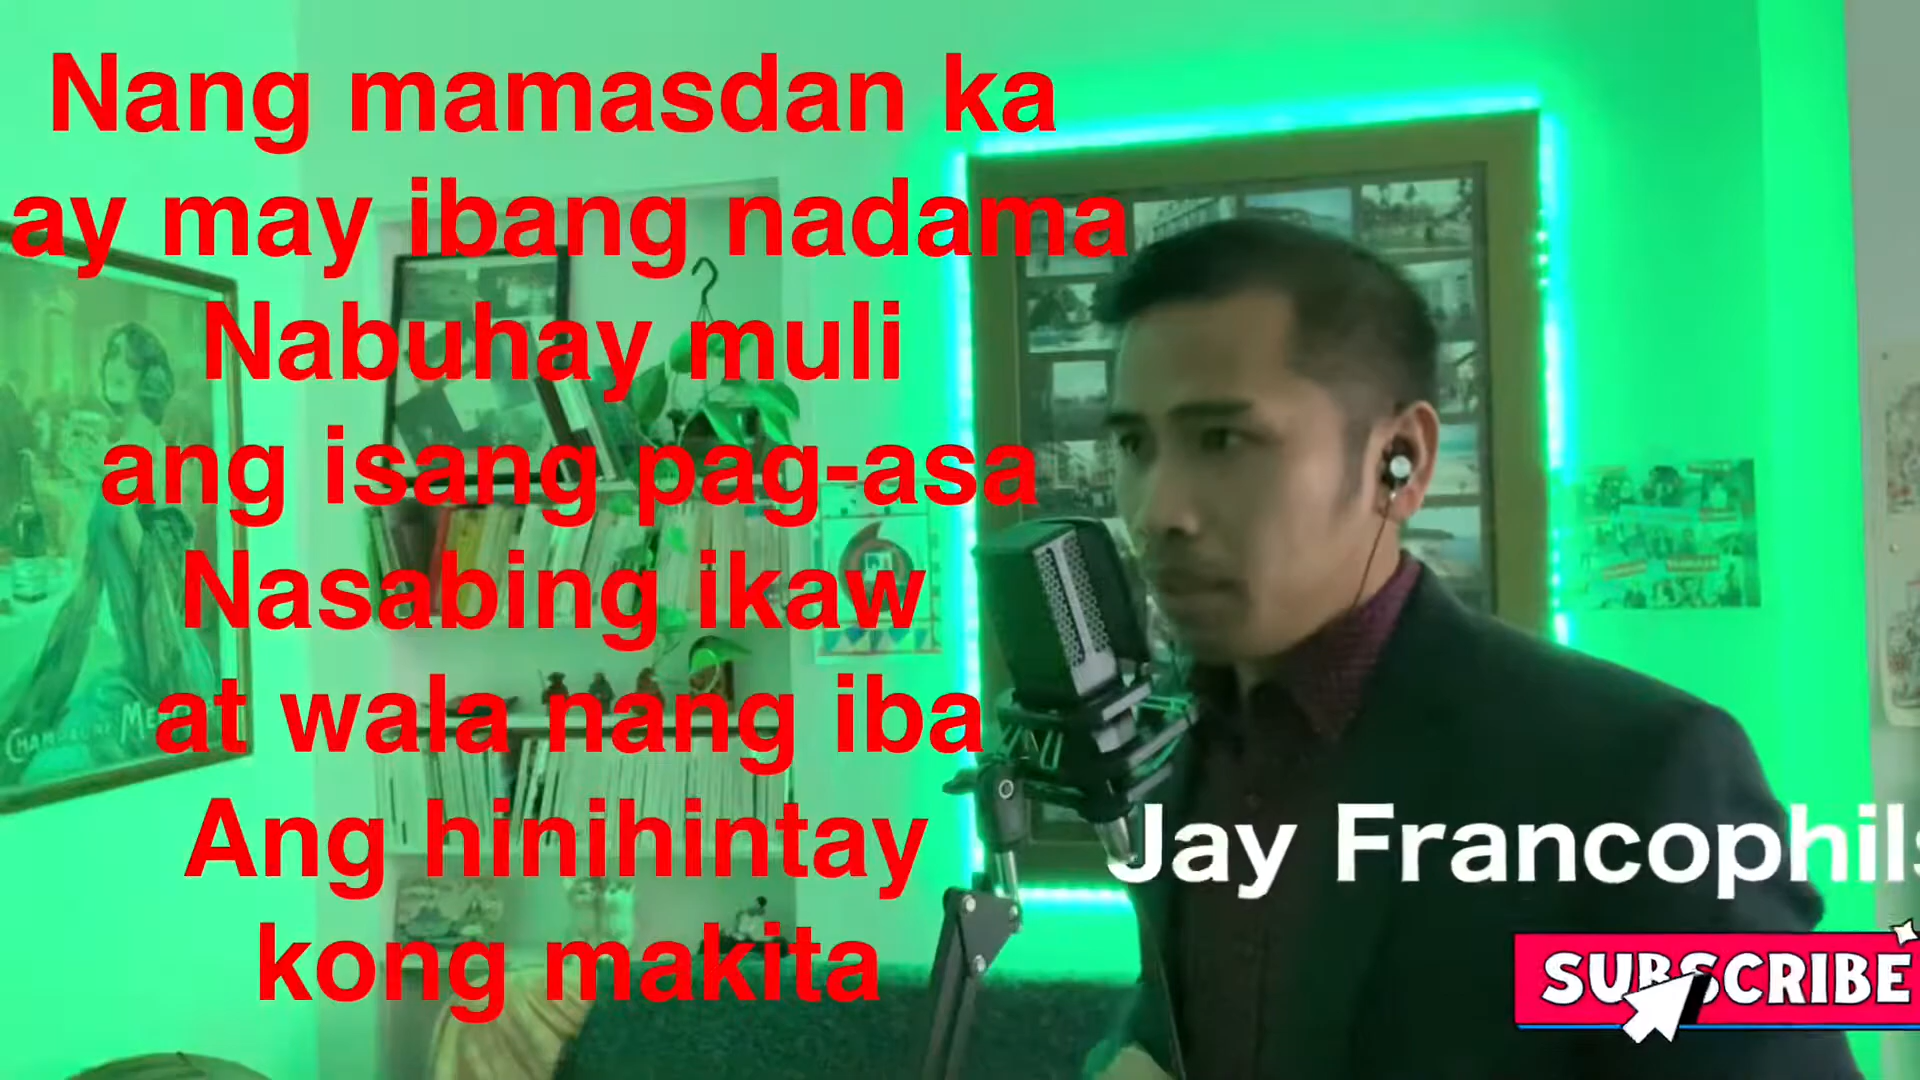 Nang mamasdan ka
ay may ibang nadama
Nabuhay muli
ang isang pag-asa
Nasabing ikaw
at wala nang iba
Ang hinihintay
kong makita
Jay Francophils
SUBSCRIBE